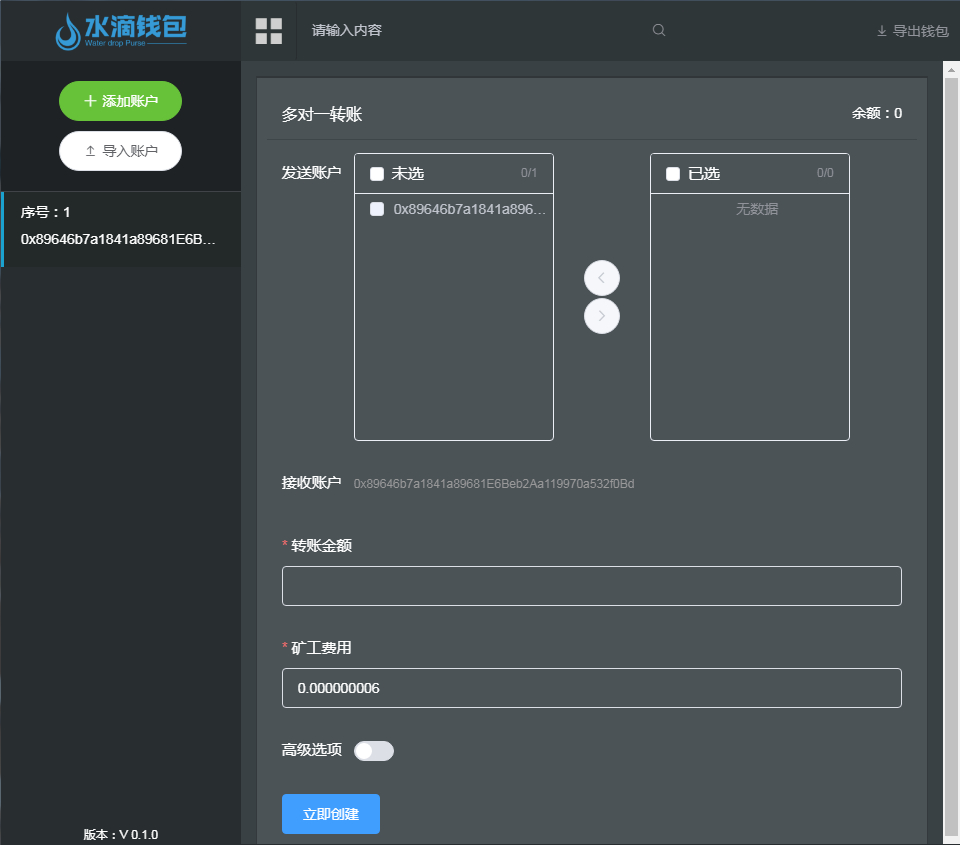 水滴钱包
Water drop Purse
请输入内容
导出钱包
添加账户
导入账户
序号：1
0x89646b7a1841a89681E6B...
多对一转账
余额：0
发送账户
未选 0/1
0x89646b7a1841a896...
已选 0/0
无数据
接收账户 0x89646b7a1841a89681E6Beb2Aa119970a532f0Bd
* 转账金额
* 矿工费用
0.000000006
高级选项
立即创建
版本：V 0.1.0